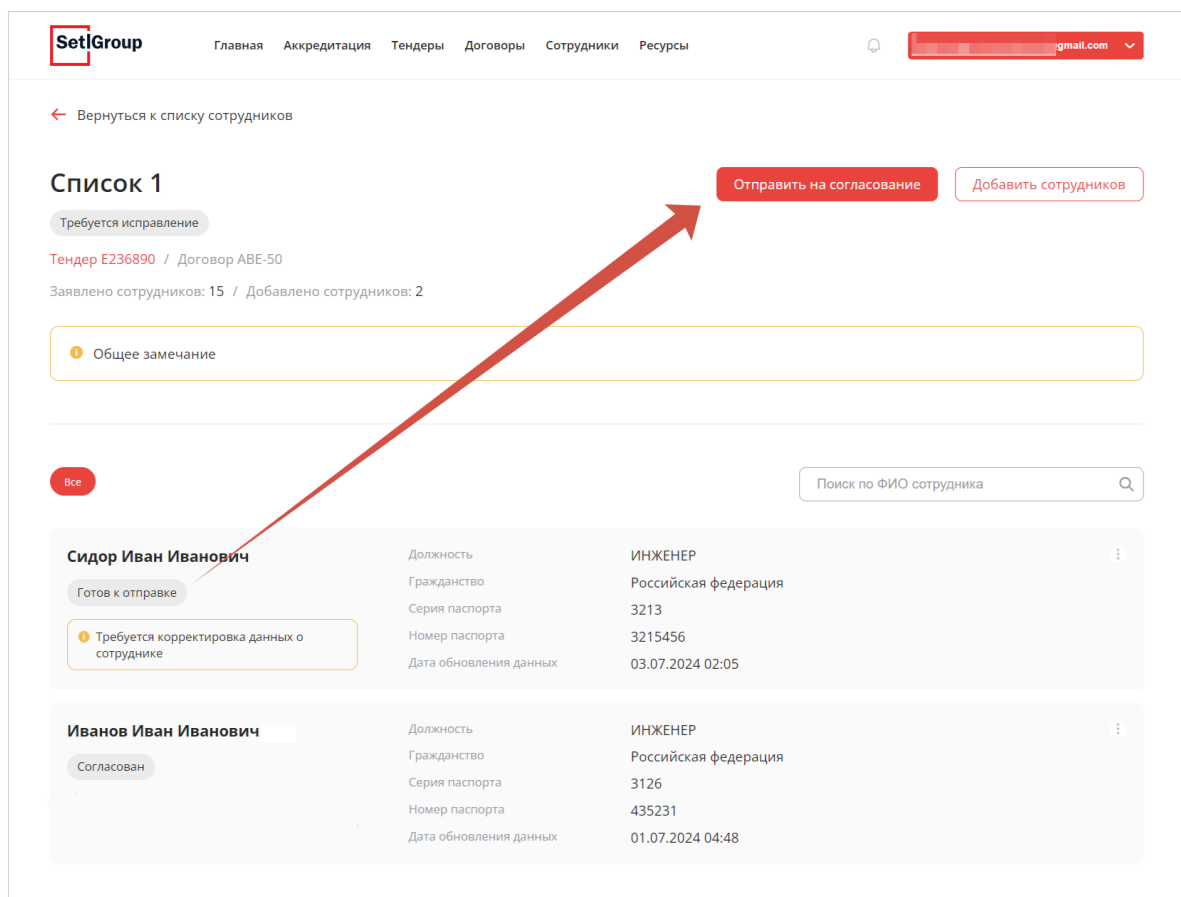 SetlGroup
Главная Аккредитация Тендеры Договоры Сотрудники Ресурсы
gmail.com
Вернуться к списку сотрудников
Список 1
Отправить на согласование
Добавить сотрудников
Требуется исправление
Тендер E236890 / Договор АВЕ-50
Заявлено сотрудников: 15 / Добавлено сотрудников: 2
Общее замечание
Все
Поиск по ФИО сотрудника
Сидор Иван Иванович
Готов к отправке
Требуется корректировка данных о
сотруднике
Должность ИНЖЕНЕР
Гражданство Российская федерация
Серия паспорта 3213
Номер паспорта 3215456
Дата обновления данных 03.07.2024 02:05
Иванов Иван Иванович
Согласован
Должность ИНЖЕНЕР
Гражданство Российская федерация
Серия паспорта 3126
Номер паспорта 435231
Дата обновления данных 01.07.2024 04:48